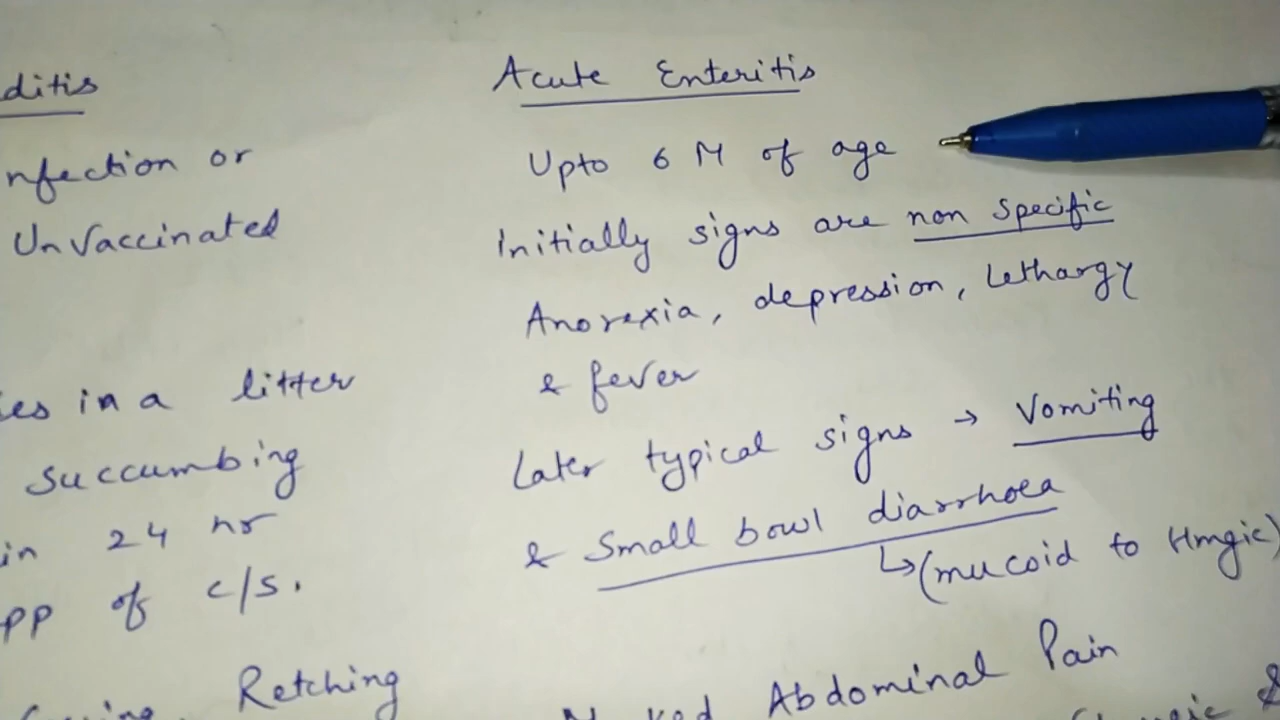 ditis
nfection or
Unvaccinated
ies in a litter
succumbing
in 24 hr
pp of c/s.
Retching
Acute Enteritis
Upto 6 M of age
Initially signs are non specific
Anorexia, depression, Lethargy
& fever
Later typical signs → Vomiting
& Small bowl diarrhoea
↳ (mucoid to Hmgic)
Abdominal Pain